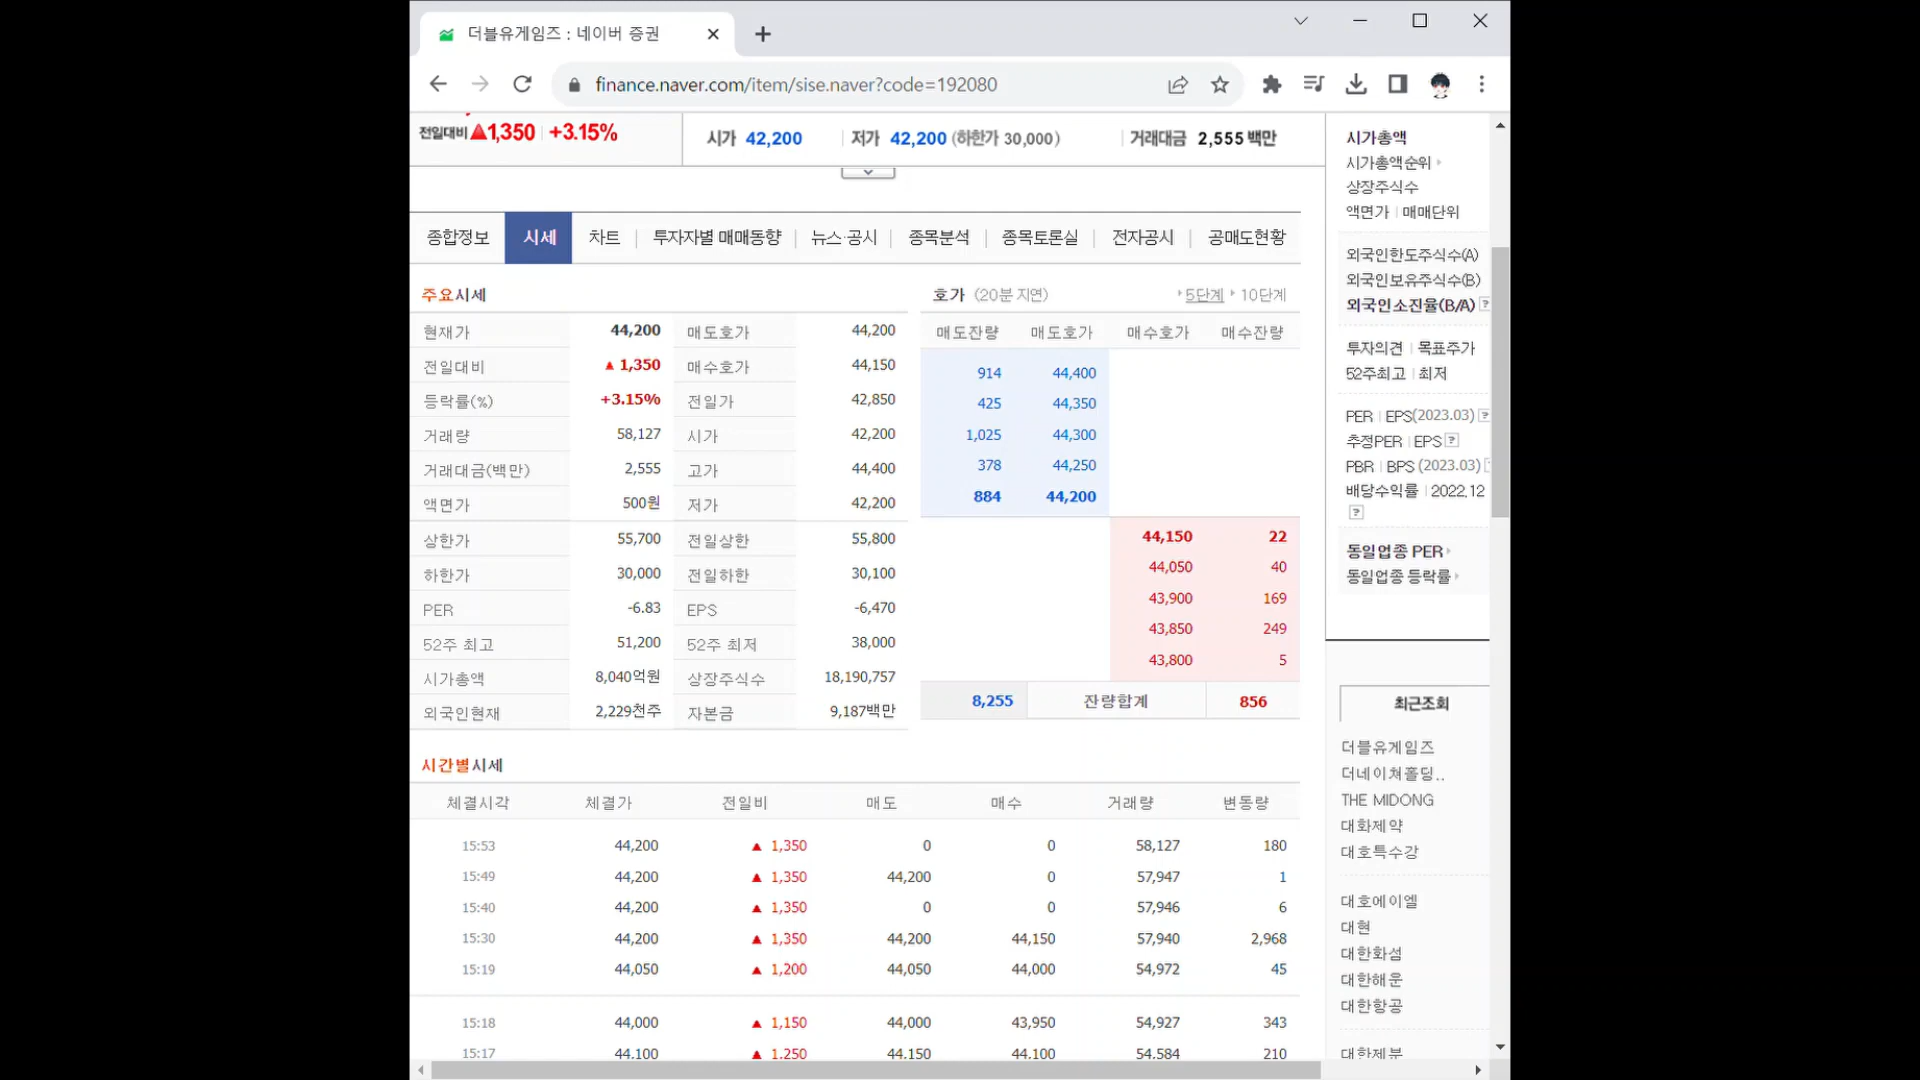 더블유게임즈 : 네이버 증권
finance.naver.com/item/sise.naver?code=192080
전일대비 ▲1,350 +3.15%
시가 42,200 저가 42,200 (하한가 30,000) 거래대금 2,555 백만
종합정보 시세 차트 투자자별 매매동향 뉴스·공시 종목분석 종목토론실 전자공시 공매도현황
주요시세
현재가 44,200 매도호가 44,200
전일대비 ▲ 1,350 매수호가 44,150
등락률(%) +3.15% 전일가 42,850
거래량 58,127 시가 42,200
거래대금(백만) 2,555 고가 44,400
액면가 500원 저가 42,200
상한가 55,700 전일상한 55,800
하한가 30,000 전일하한 30,100
PER -6.83 EPS -6,470
52주 최고 51,200 52주 최저 38,000
시가총액 8,040억원 상장주식수 18,190,757
외국인현재 2,229천주 자본금 9,187백만
호가 (20분 지연) 5단계 10단계
매도잔량 매도호가 매수호가 매수잔량
914 44,400
425 44,350
1,025 44,300
378 44,250
884 44,200
44,150 22
44,050 40
43,900 169
43,850 249
43,800 5
8,255 잔량합계 856
시간별시세
체결시각 체결가 전일비 매도 매수 거래량 변동량
15:53 44,200 ▲ 1,350 0 0 58,127 180
15:49 44,200 ▲ 1,350 44,200 0 57,947 1
15:40 44,200 ▲ 1,350 0 0 57,946 6
15:30 44,200 ▲ 1,350 44,200 44,150 57,940 2,968
15:19 44,050 ▲ 1,200 44,050 44,000 54,972 45
15:18 44,000 ▲ 1,150 44,000 43,950 54,927 343
15:17 44,100 ▲ 1,250 44,150 44,100 54,584 210
시가총액
시가총액순위
상장주식수
액면가 | 매매단위
외국인한도주식수(A)
외국인보유주식수(B)
외국인소진율(B/A) ?
투자의견 | 목표주가
52주최고 | 최저
PER | EPS(2023.03) ?
추정PER | EPS ?
PBR | BPS (2023.03)
배당수익률 | 2022.12
?
동일업종 PER
동일업종 등락률
최근조회
더블유게임즈
더네이쳐홀딩..
THE MIDONG
대화제약
대호특수강
대호에이엘
대현
대한화섬
대한해운
대한항공
대한제분